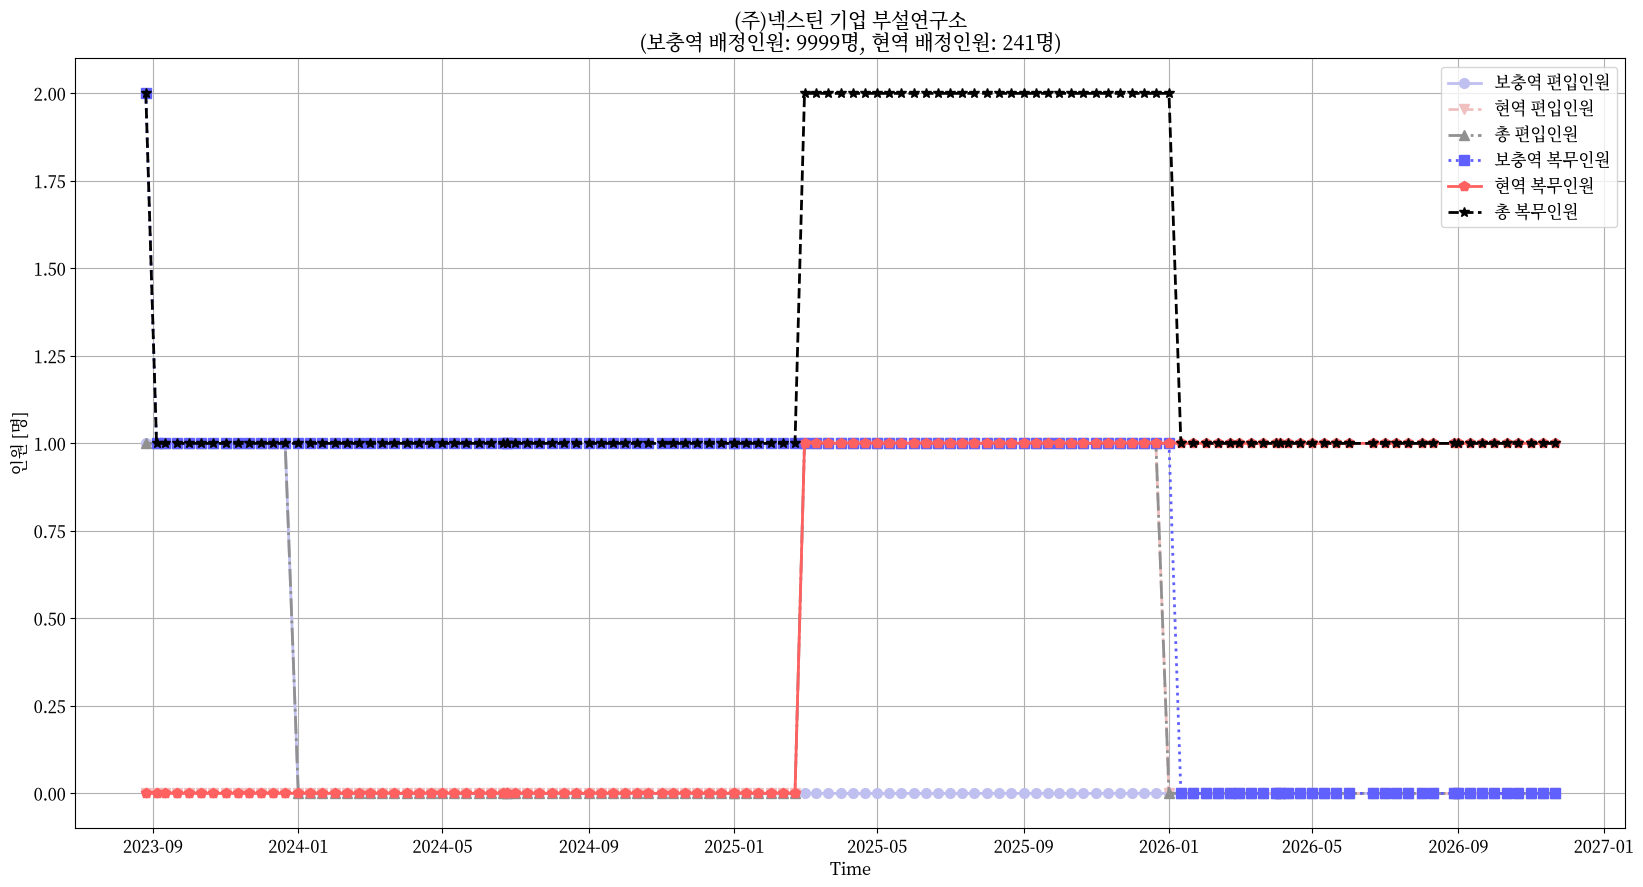 (주)넥스틴 기업 부설연구소
(보충역 배정인원: 9999명, 현역 배정인원: 241명)
보충역 편입인원
현역 편입인원
총 편입인원
보충역 복무인원
현역 복무인원
총 복무인원
인원 [명]
2.00
1.75
1.50
1.25
1.00
0.75
0.50
0.25
0.00
2023-09
2024-01
2024-05
2024-09
2025-01
2025-05
2025-09
2026-01
2026-05
2026-09
2027-01
Time